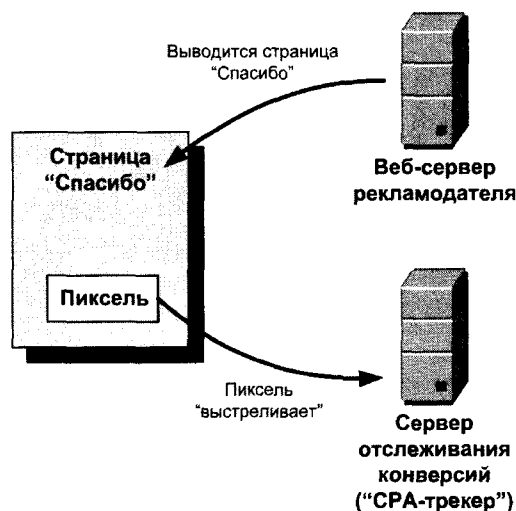 Выводится страница
“Спасибо”
Страница
“Спасибо”
Веб-сервер
рекламодателя
Пиксель
Пиксель
“выстреливает”
Сервер
отслеживания
конверсий
(“CPA-трекер”)